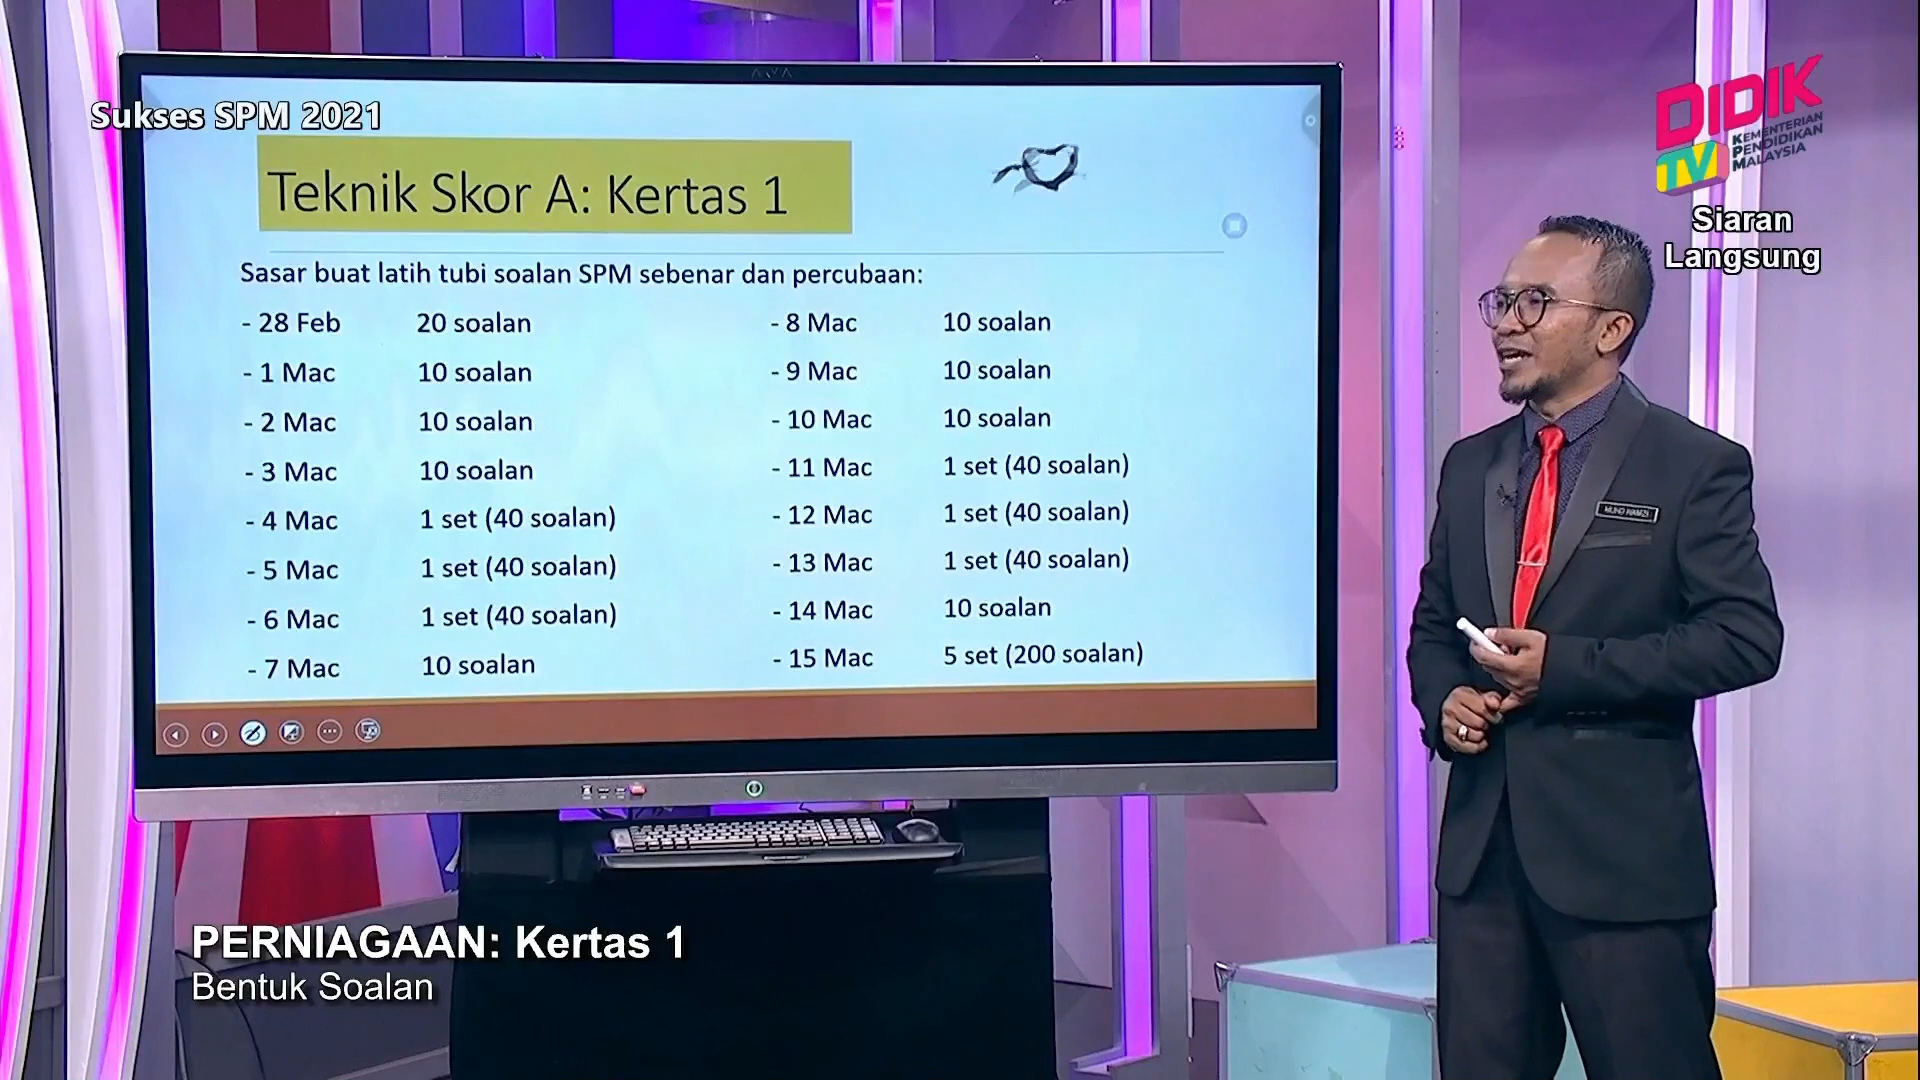 Sukses SPM 2021
DIDIK
TV
KEMENTERIAN
PENDIDIKAN
MALAYSIA
Siaran
Langsung
Teknik Skor A: Kertas 1
Sasar buat latih tubi soalan SPM sebenar dan percubaan:
- 28 Feb 20 soalan
- 1 Mac 10 soalan
- 2 Mac 10 soalan
- 3 Mac 10 soalan
- 4 Mac 1 set (40 soalan)
- 5 Mac 1 set (40 soalan)
- 6 Mac 1 set (40 soalan)
- 7 Mac 10 soalan
- 8 Mac 10 soalan
- 9 Mac 10 soalan
- 10 Mac 10 soalan
- 11 Mac 1 set (40 soalan)
- 12 Mac 1 set (40 soalan)
- 13 Mac 1 set (40 soalan)
- 14 Mac 10 soalan
- 15 Mac 5 set (200 soalan)
MUHD
PERNIAGAAN: Kertas 1
Bentuk Soalan